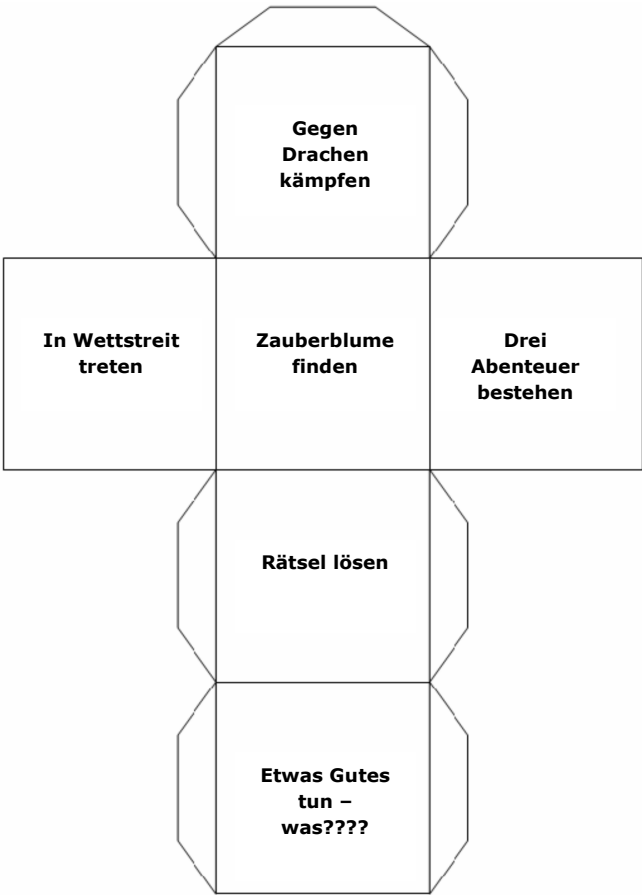 Gegen
Drachen
kämpfen
In Wettstreit
treten
Zauberblume
finden
Drei
Abenteuer
bestehen
Rätsel lösen
Etwas Gutes
tun –
was????